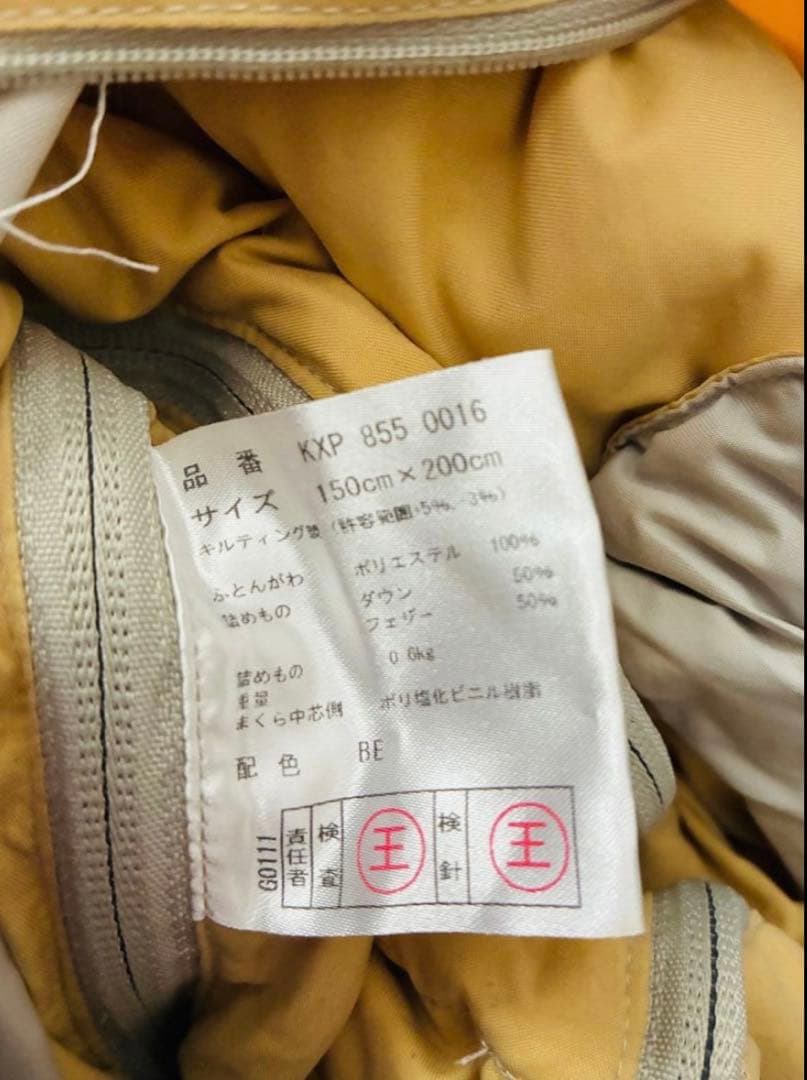 品番 KXP 855 0016
サイズ 150cm×200cm
キルティング製（許容範囲+5%、-3%）
ふとんがわ ポリエステル 100%
詰めもの ダウン 50%
フェザー 50%
詰めもの
重量 0.6kg
まくら中芯側 ポリ塩化ビニル樹脂
配色 BE
G0111 責任者 検査 王 検針 王